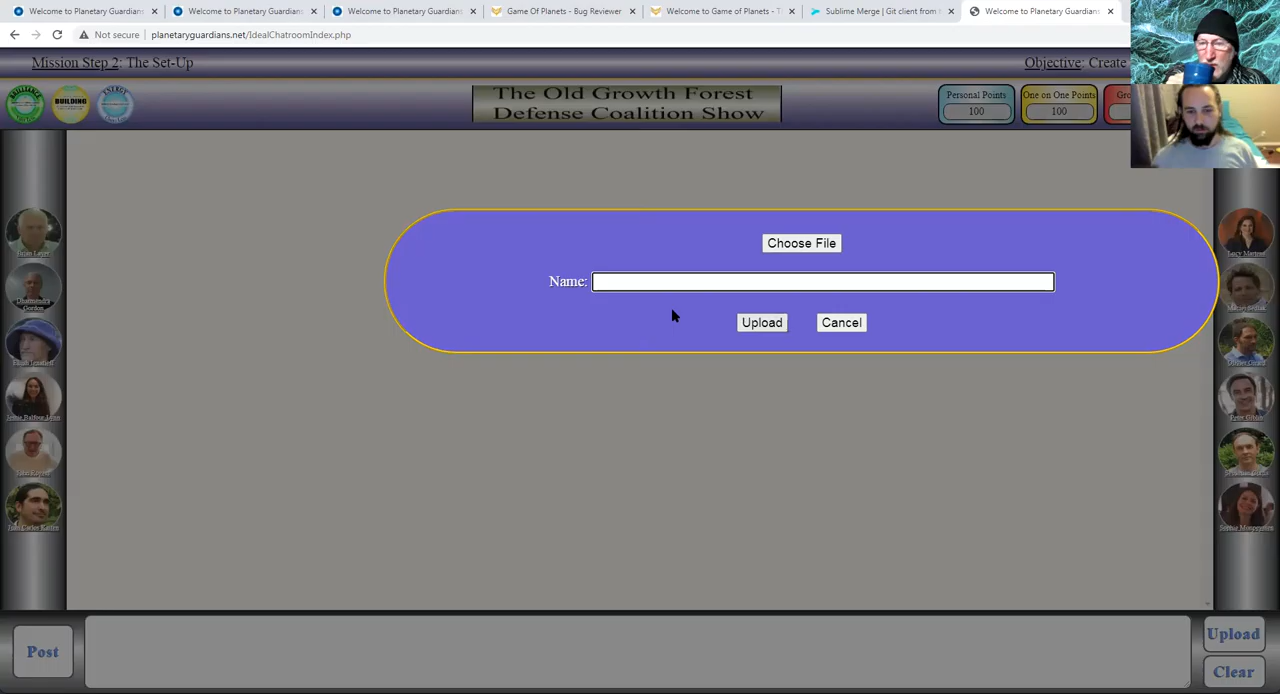 Welcome to Planetary Guardians
Welcome to Planetary Guardians
Welcome to Planetary Guardians
Game Of Planets - Bug Reviewer
Welcome to Game of Planets - T
Sublime Merge | Git client from t
Welcome to Planetary Guardians
Not secure
planetaryguardians.net/IdealChatroomIndex.php
Mission Step 2: The Set-Up
Objective: Create
BUILDING
ENERGY
The Old Growth Forest
Defense Coalition Show
Personal Points
100
One on One Points
100
Gro
Choose File
Name:
Upload
Cancel
Post
Upload
Clear